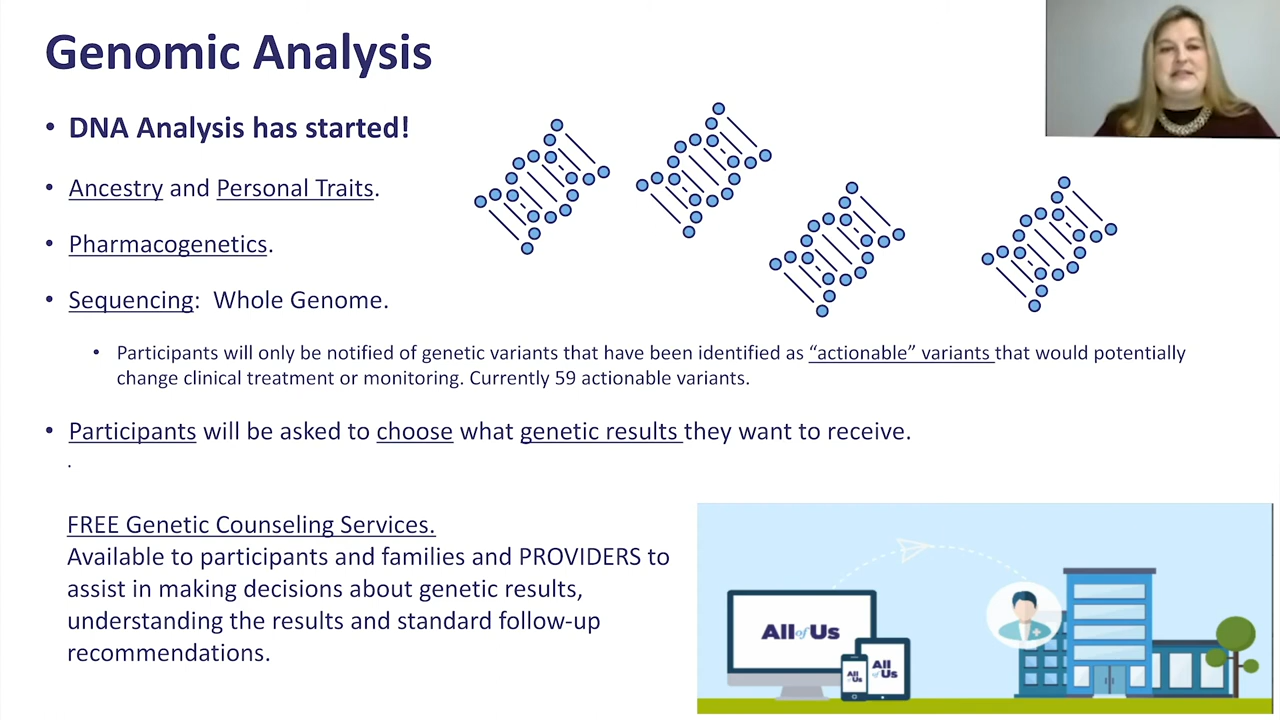 Genomic Analysis
• DNA Analysis has started!
• Ancestry and Personal Traits.
• Pharmacogenetics.
• Sequencing:  Whole Genome.
• Participants will only be notified of genetic variants that have been identified as “actionable” variants that would potentially
change clinical treatment or monitoring. Currently 59 actionable variants.
• Participants will be asked to choose what genetic results they want to receive.
.
FREE Genetic Counseling Services.
Available to participants and families and PROVIDERS to
assist in making decisions about genetic results,
understanding the results and standard follow-up
recommendations.
All of Us
All
of Us
All
of Us